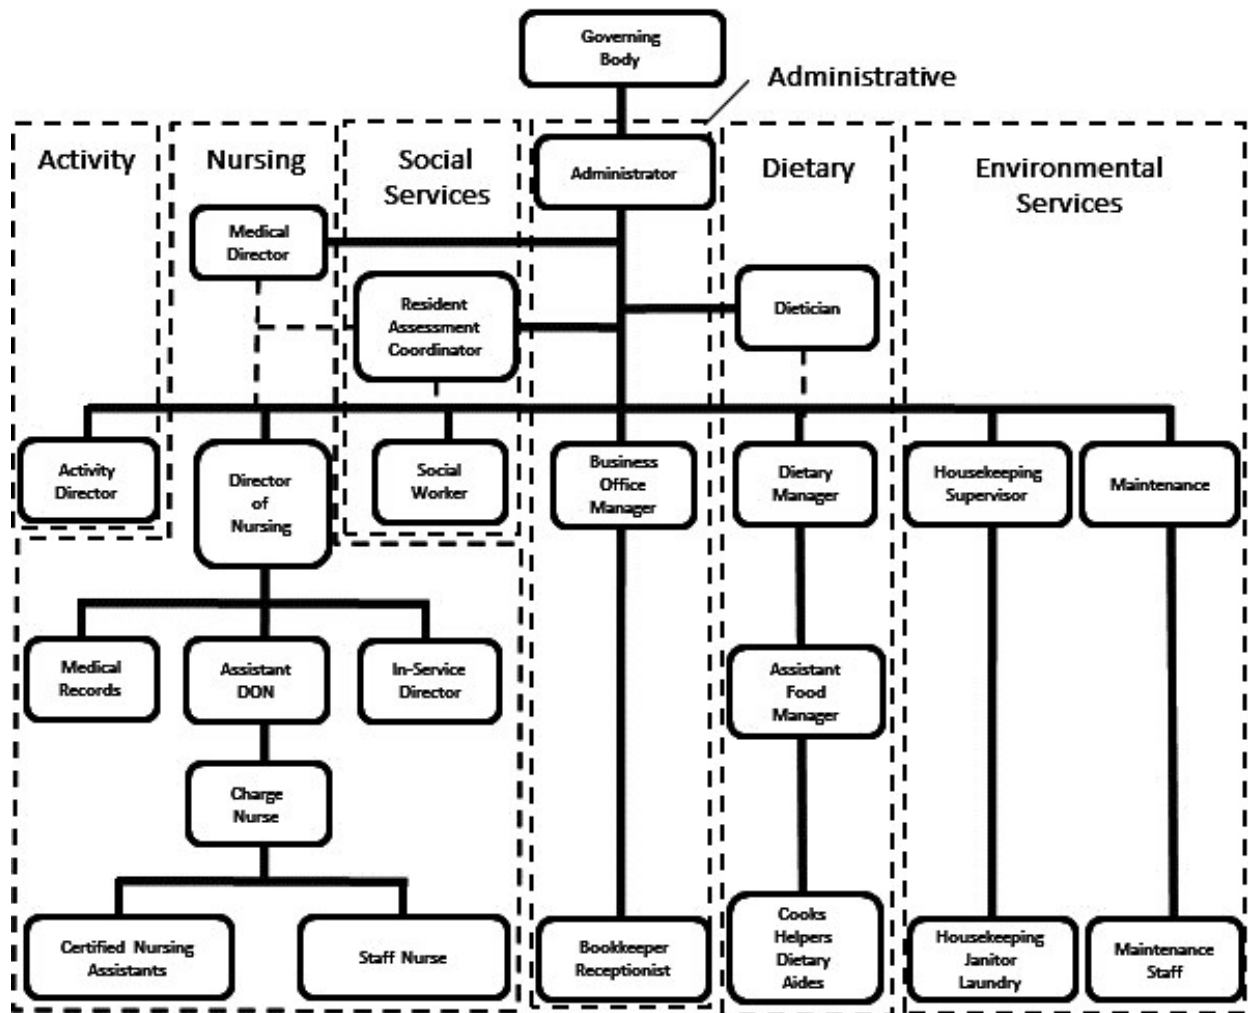 Governing
Body
Administrative
Activity
Nursing
Social
Services
Administrator
Dietary
Environmental
Services
Medical
Director
Resident
Assessment
Coordinator
Dietician
Activity
Director
Director
of
Nursing
Social
Worker
Business
Office
Manager
Dietary
Manager
Housekeeping
Supervisor
Maintenance
Medical
Records
Assistant
DON
In-Service
Director
Assistant
Food
Manager
Charge
Nurse
Certified Nursing
Assistants
Staff Nurse
Bookkeeper
Receptionist
Cooks
Helpers
Dietary
Aides
Housekeeping
Janitor
Laundry
Maintenance
Staff